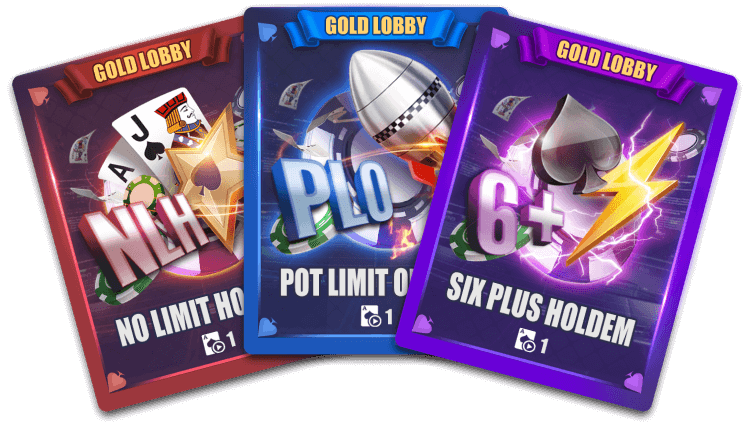 GOLD LOBBY
A
J
NLH
NO LIMIT HO
1
GOLD LOBBY
PLO
POT LIMIT O
1
GOLD LOBBY
6+
SIX PLUS HOLDEM
1